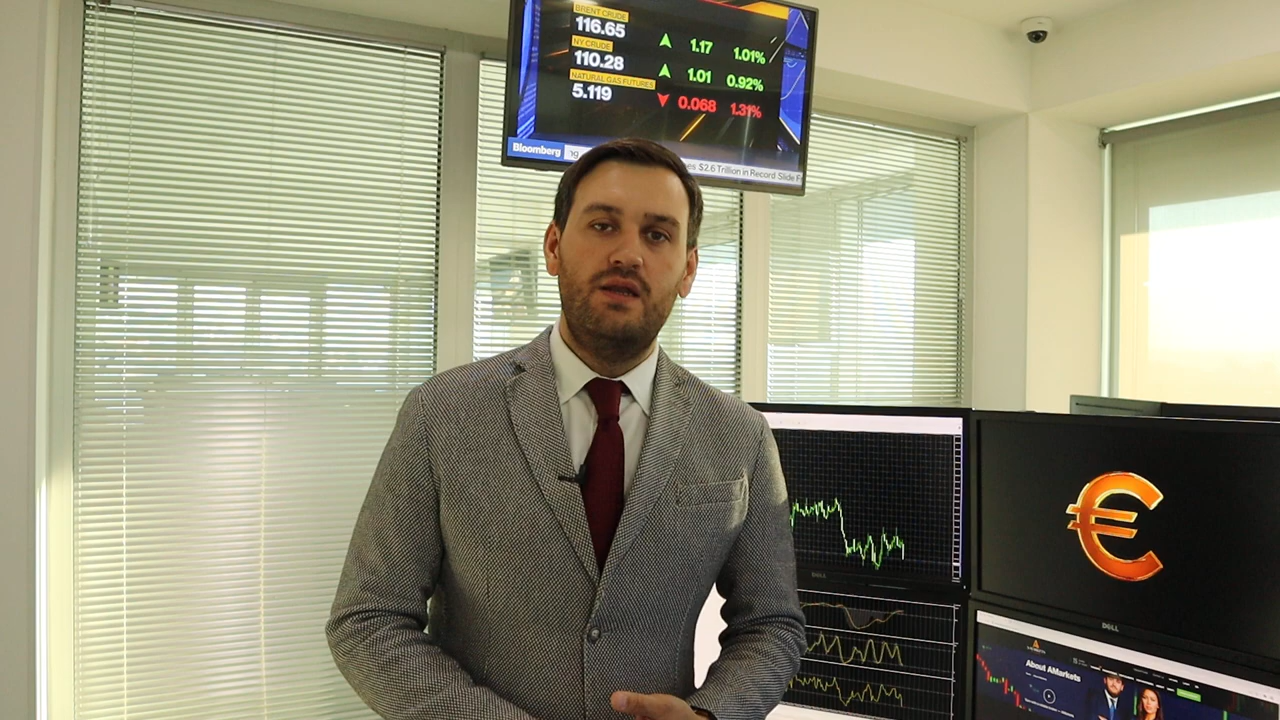 BRENT CRUDE
116.65 ▲ 1.17 1.01%
NY CRUDE
110.28 ▲ 1.01 0.92%
NATURAL GAS FUTURES
5.119 ▼ 0.068 1.31%
Bloomberg
$2.6 Trillion in Record Slide
€
DELL
DELL
About AMarkets